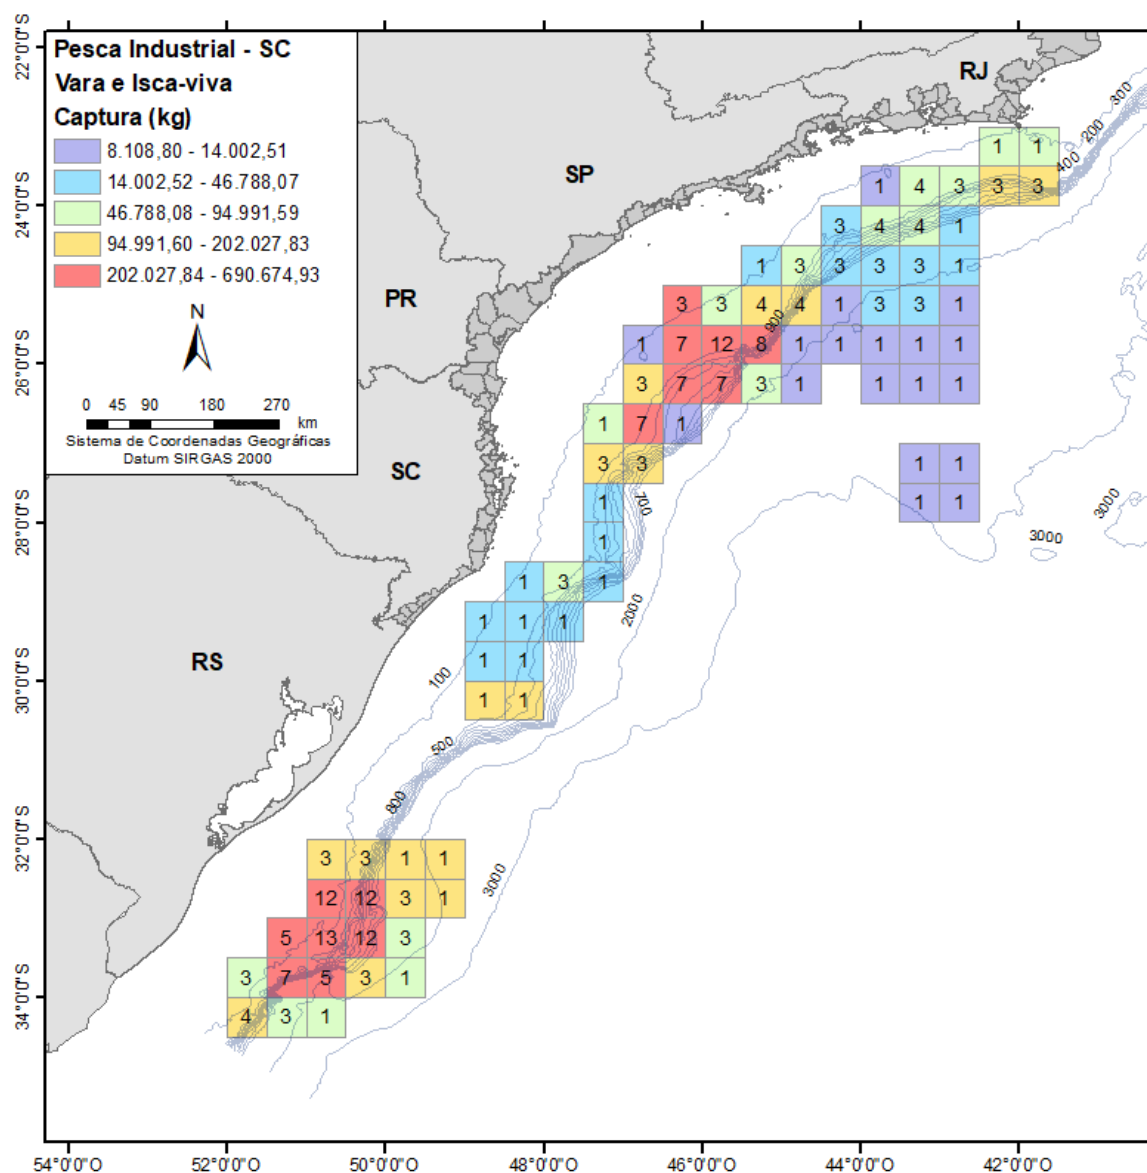 Pesca Industrial - SC
Vara e Isca-viva
Captura (kg)
8.108,80 - 14.002,51
14.002,52 - 46.788,07
46.788,08 - 94.991,59
94.991,60 - 202.027,83
202.027,84 - 690.674,93
N
0 45 90 180 270
km
Sistema de Coordenadas Geográficas
Datum SIRGAS 2000
RJ
SP
PR
SC
RS
300
200
400
1 1
1 4 3 3 3
3 4 4 1
1 3 3 3 3 1
3 3 4 4 1 3 3 1
900
1 7 12 8 1 1 1 1 1
3 7 7 3 1 1 1 1
1 7 1
3 3 1 1
700
1 1 1
3000
3000
1
1 3 1
2000
1 1 1
100
1 1
1 1
500
800
3000
3 3 1 1
12 12 3 1
5 13 12 3
3 7 5 3 1
4 3 1
22°0'0"S
24°0'0"S
26°0'0"S
28°0'0"S
30°0'0"S
32°0'0"S
34°0'0"S
54°0'0"O 52°0'0"O 50°0'0"O 48°0'0"O 46°0'0"O 44°0'0"O 42°0'0"O